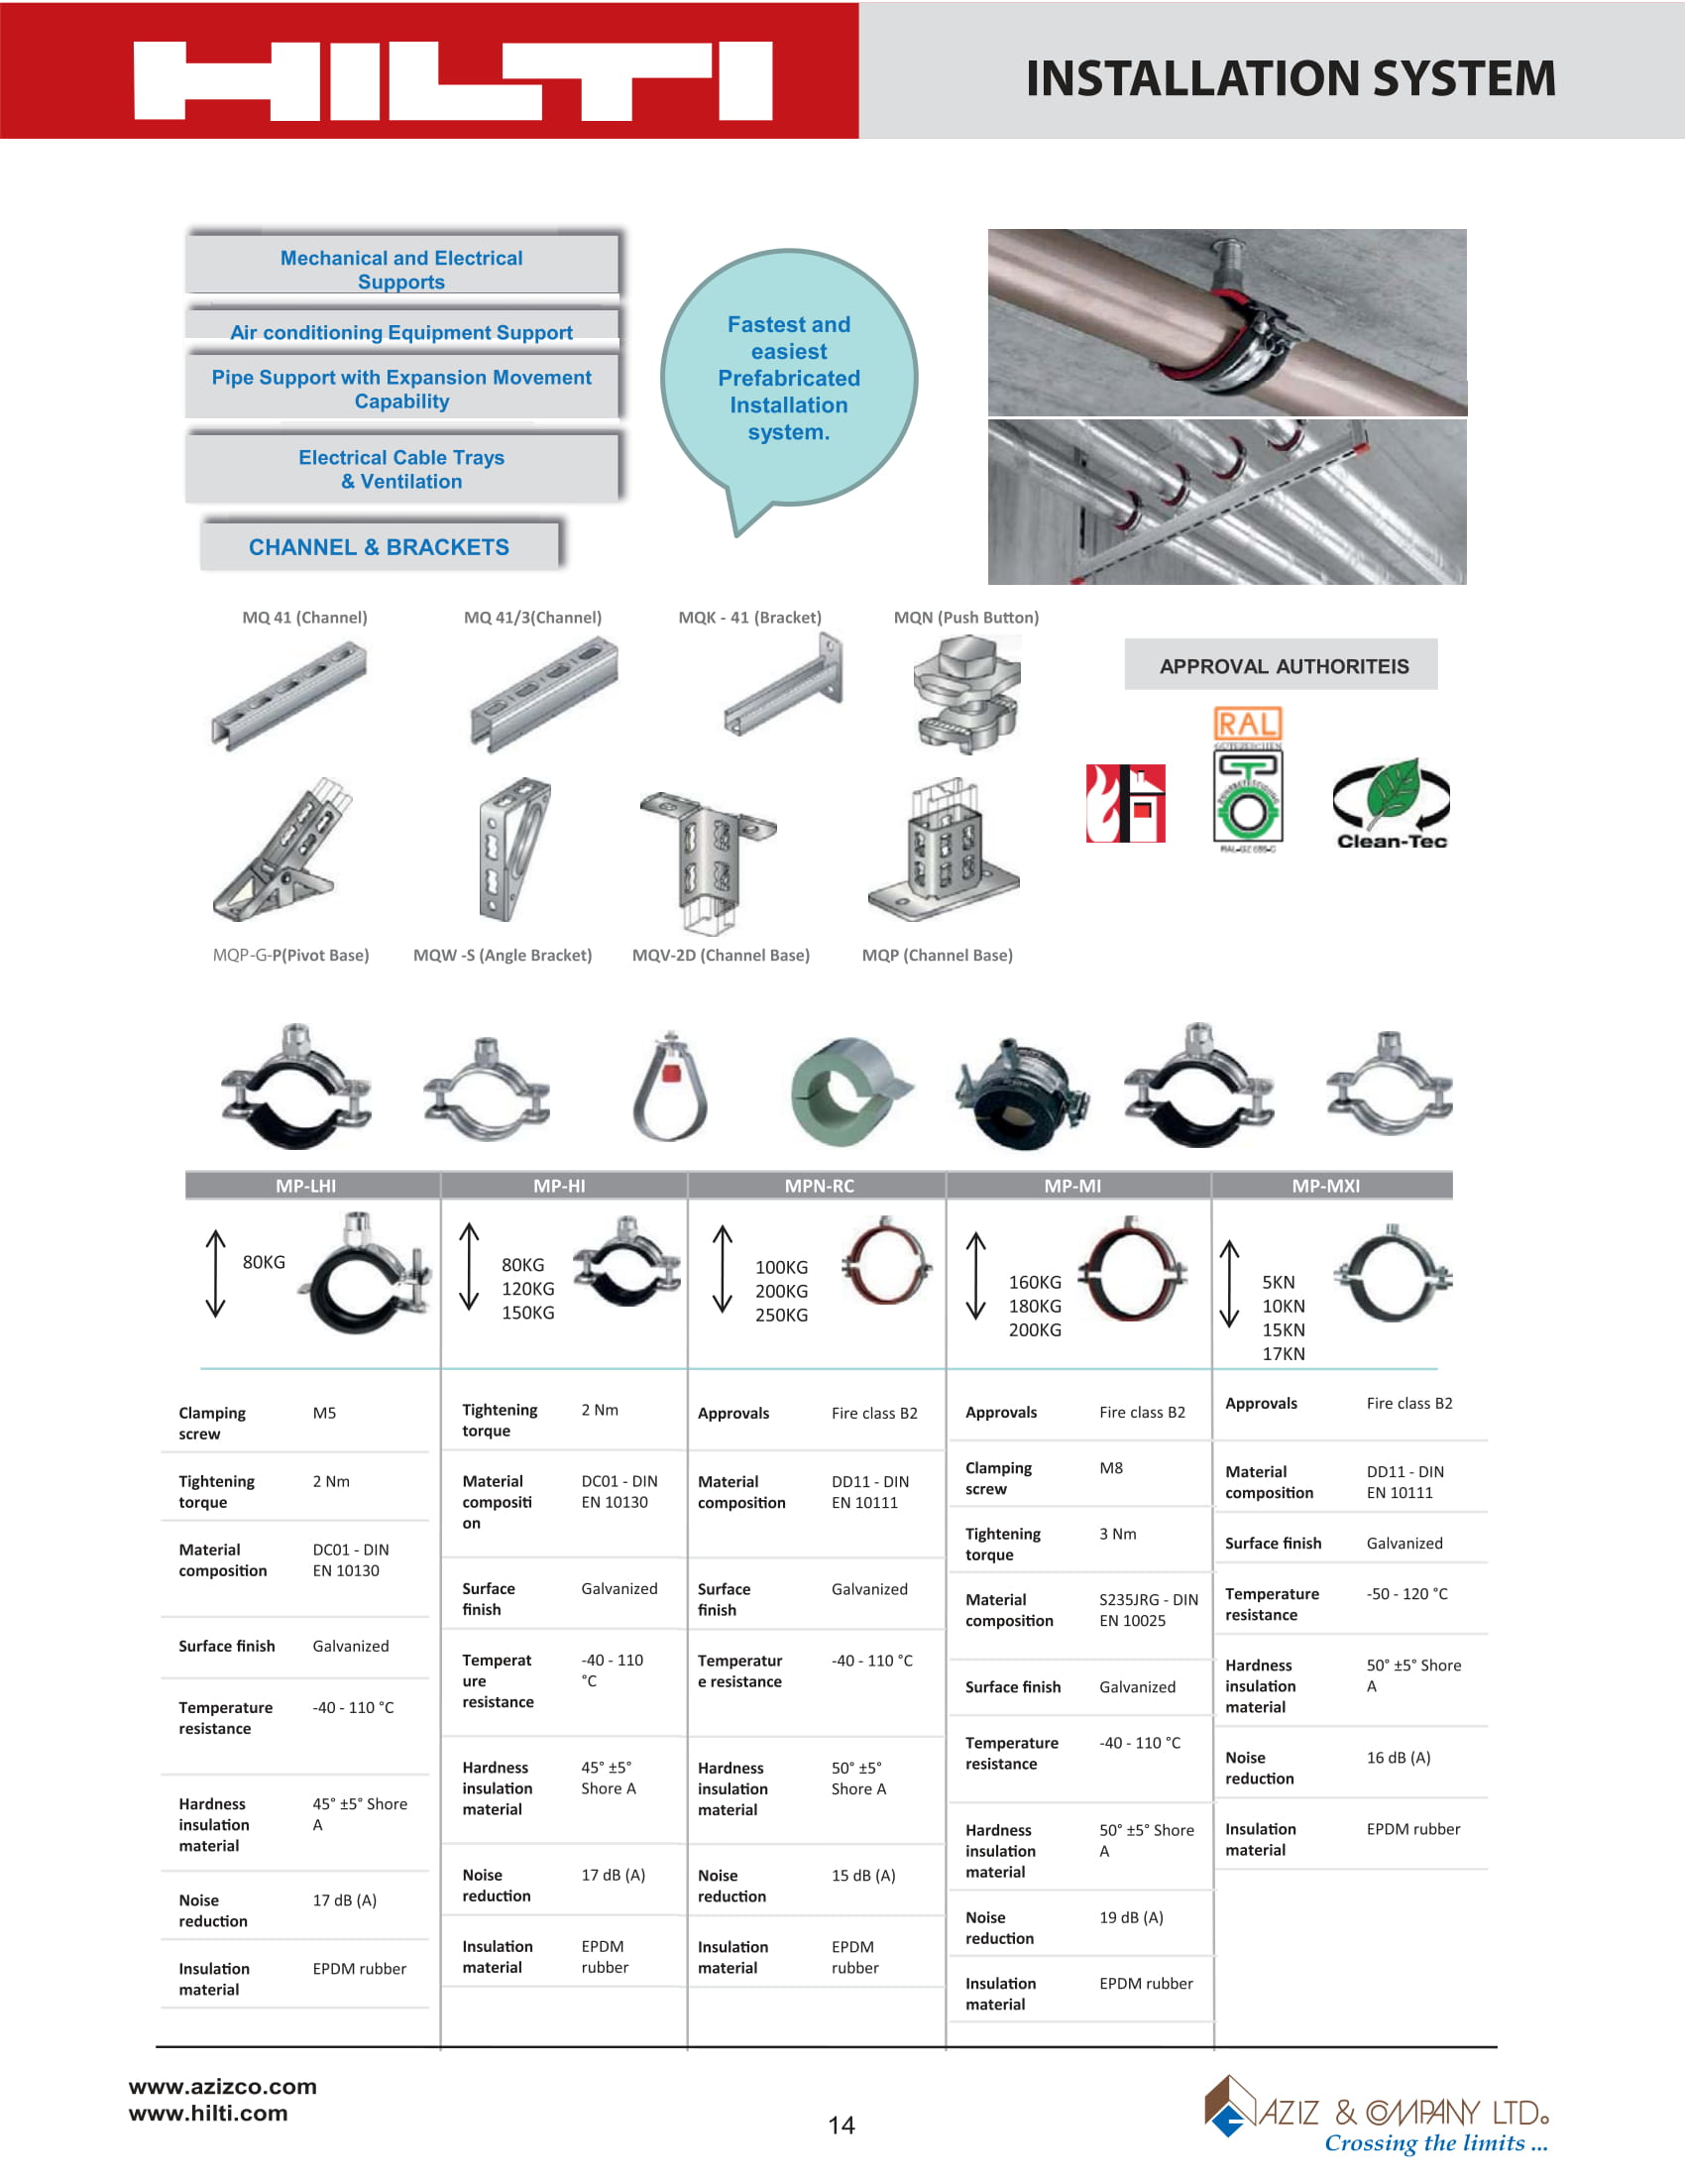 HILTI
INSTALLATION SYSTEM
Mechanical and Electrical
Supports
Air conditioning Equipment Support
Pipe Support with Expansion Movement
Capability
Electrical Cable Trays
& Ventilation
CHANNEL & BRACKETS
Fastest and
easiest
Prefabricated
Installation
system.
MQ 41 (Channel)
MQ 41/3(Channel)
MQK - 41 (Bracket)
MQN (Push Button)
APPROVAL AUTHORITEIS
RAL
Clean-Tec
MQP-G-P(Pivot Base)
MQW -S (Angle Bracket)
MQV-2D (Channel Base)
MQP (Channel Base)
MP-LHI
MP-HI
MPN-RC
MP-MI
MP-MXI
80KG
80KG
120KG
150KG
100KG
200KG
250KG
160KG
180KG
200KG
5KN
10KN
15KN
17KN
Clamping M5
screw
Tightening 2 Nm
torque
Material DC01 - DIN
composition EN 10130
Surface finish Galvanized
Temperature -40 - 110 °C
resistance
Hardness 45° ±5° Shore
insulation A
material
Noise 17 dB (A)
reduction
Insulation EPDM rubber
material
Tightening 2 Nm
torque
Material DC01 - DIN
compositi EN 10130
on
Surface Galvanized
finish
Temperat -40 - 110
ure °C
resistance
Hardness 45° ±5°
insulation Shore A
material
Noise 17 dB (A)
reduction
Insulation EPDM
material rubber
Approvals Fire class B2
Material DD11 - DIN
composition EN 10111
Surface Galvanized
finish
Temperatur -40 - 110 °C
e resistance
Hardness 50° ±5°
insulation Shore A
material
Noise 15 dB (A)
reduction
Insulation EPDM
material rubber
Approvals Fire class B2
Clamping M8
screw
Tightening 3 Nm
torque
Material S235JRG - DIN
composition EN 10025
Surface finish Galvanized
Temperature -40 - 110 °C
resistance
Hardness 50° ±5° Shore
insulation A
material
Noise 19 dB (A)
reduction
Insulation EPDM rubber
material
Approvals Fire class B2
Material DD11 - DIN
composition EN 10111
Surface finish Galvanized
Temperature -50 - 120 °C
resistance
Hardness 50° ±5° Shore
insulation A
material
Noise 16 dB (A)
reduction
Insulation EPDM rubber
material
www.azizco.com
www.hilti.com
14
AZIZ & COMPANY LTD.
Crossing the limits ...